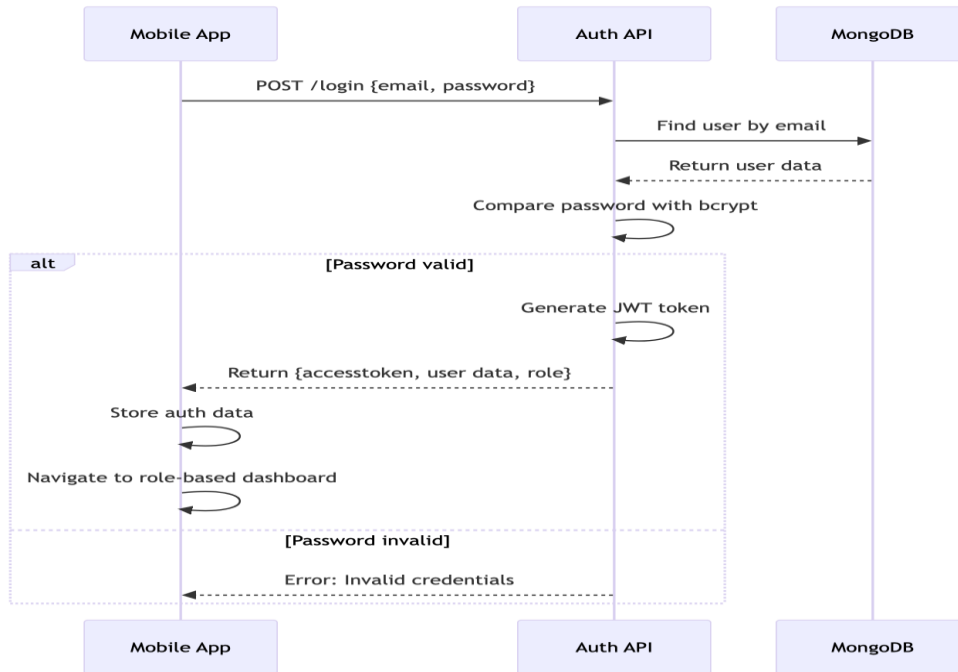 Mobile App
Auth API
MongoDB
POST /login {email, password}
Find user by email
Return user data
Compare password with bcrypt
alt
[Password valid]
Generate JWT token
Return {accesstoken, user data, role}
Store auth data
Navigate to role-based dashboard
[Password invalid]
Error: Invalid credentials
Mobile App
Auth API
MongoDB